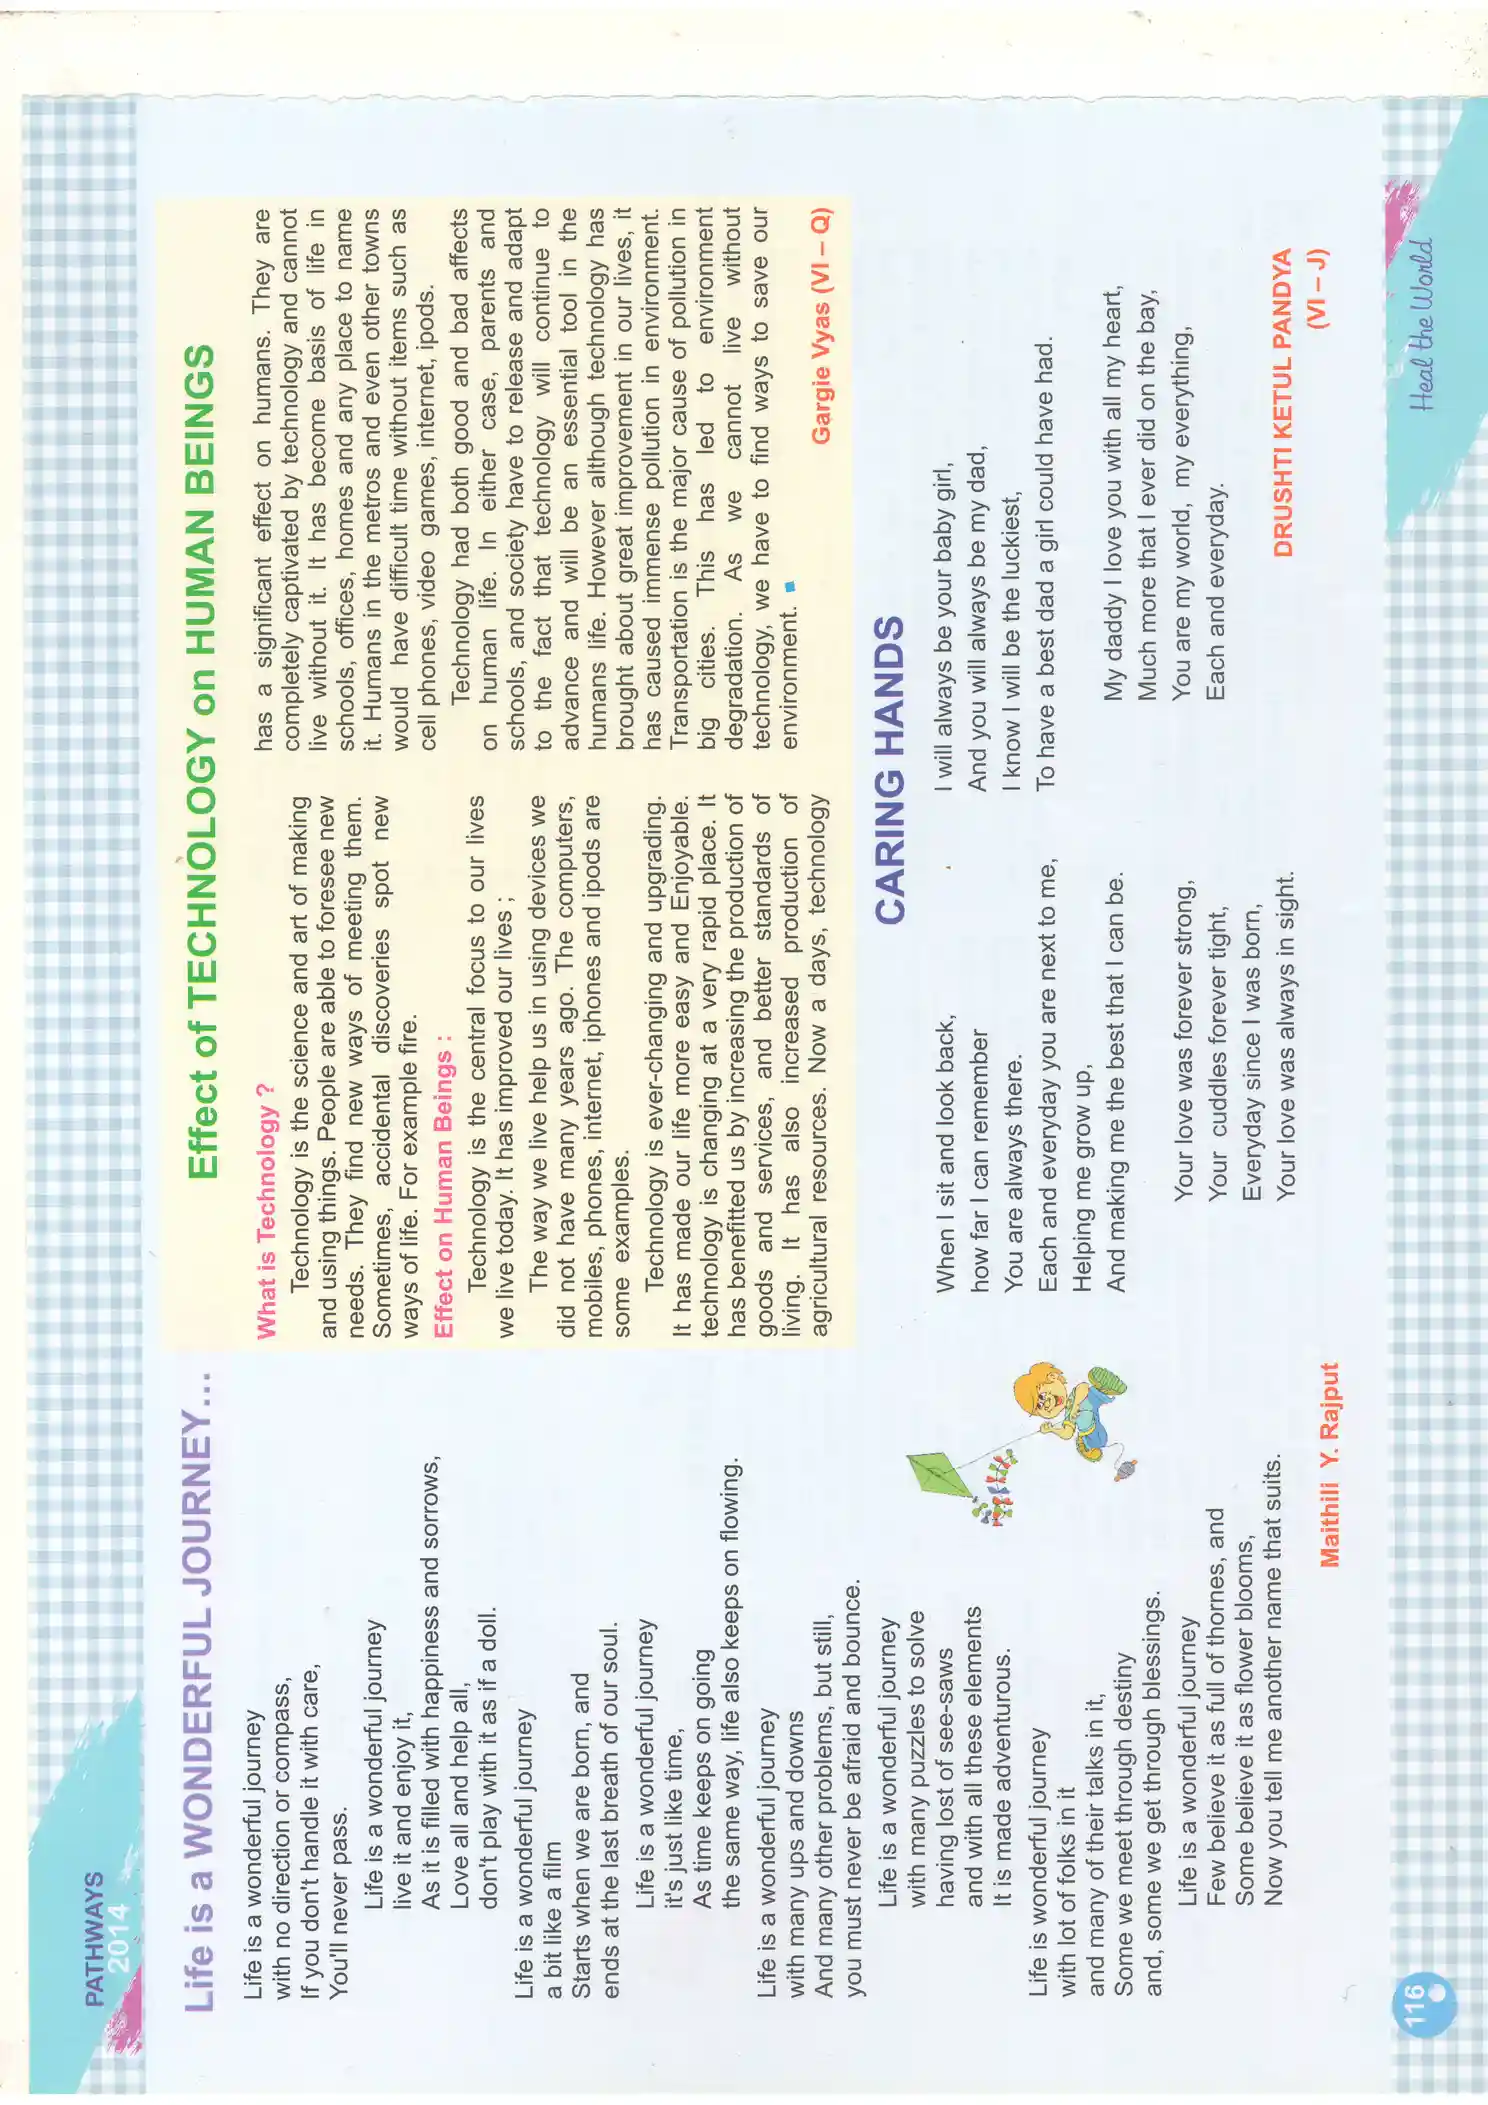 PATHWAYS
2014
Life is a WONDERFUL JOURNEY...
Life is a wonderful journey
with no direction or compass,
If you don't handle it with care,
You'll never pass.
Life is a wonderful journey
live it and enjoy it,
As it is filled with happiness and sorrows,
Love all and help all,
don't play with it as if a doll.
Life is a wonderful journey
a bit like a film
Starts when we are born, and
ends at the last breath of our soul.
Life is a wonderful journey
it's just like time,
As time keeps on going
the same way, life also keeps on flowing.
Life is a wonderful journey
with many ups and downs
And many other problems, but still,
you must never be afraid and bounce.
Life is a wonderful journey
with many puzzles to solve
having lost of see-saws
and with all these elements
It is made adventurous.
Life is wonderful journey
with lot of folks in it
and many of their talks in it,
Some we meet through destiny
and, some we get through blessings.
Life is a wonderful journey
Few believe it as full of thornes, and
Some believe it as flower blooms,
Now you tell me another name that suits.
Maithili Y. Rajput
Effect of TECHNOLOGY on HUMAN BEINGS
What is Technology ?
Technology is the science and art of making
and using things. People are able to foresee new
needs. They find new ways of meeting them.
Sometimes, accidental discoveries spot new
ways of life. For example fire.
Effect on Human Beings :
Technology is the central focus to our lives
we live today. It has improved our lives ;
The way we live help us in using devices we
did not have many years ago. The computers,
mobiles, phones, internet, iphones and ipods are
some examples.
Technology is ever-changing and upgrading.
It has made our life more easy and Enjoyable.
technology is changing at a very rapid place. It
has benefitted us by increasing the production of
goods and services, and better standards of
living. It has also increased production of
agricultural resources. Now a days, technology
has a significant effect on humans. They are
completely captivated by technology and cannot
live without it. It has become basis of life in
schools, offices, homes and any place to name
it. Humans in the metros and even other towns
would have difficult time without items such as
cell phones, video games, internet, ipods.
Technology had both good and bad affects
on human life. In either case, parents and
schools, and society have to release and adapt
to the fact that technology will continue to
advance and will be an essential tool in the
humans life. However although technology has
brought about great improvement in our lives, it
has caused immense pollution in environment.
Transportation is the major cause of pollution in
big cities. This has led to environment
degradation. As we cannot live without
technology, we have to find ways to save our
environment.
Gargie Vyas (VI – Q)
CARING HANDS
When I sit and look back,
how far I can remember
You are always there.
Each and everyday you are next to me,
Helping me grow up,
And making me the best that I can be.
Your love was forever strong,
Your cuddles forever tight,
Everyday since I was born,
Your love was always in sight.
I will always be your baby girl,
And you will always be my dad,
I know I will be the luckiest,
To have a best dad a girl could have had.
My daddy I love you with all my heart,
Much more that I ever did on the bay,
You are my world, my everything,
Each and everyday.
DRUSHTI KETUL PANDYA
(VI – J)
116
Heal the World